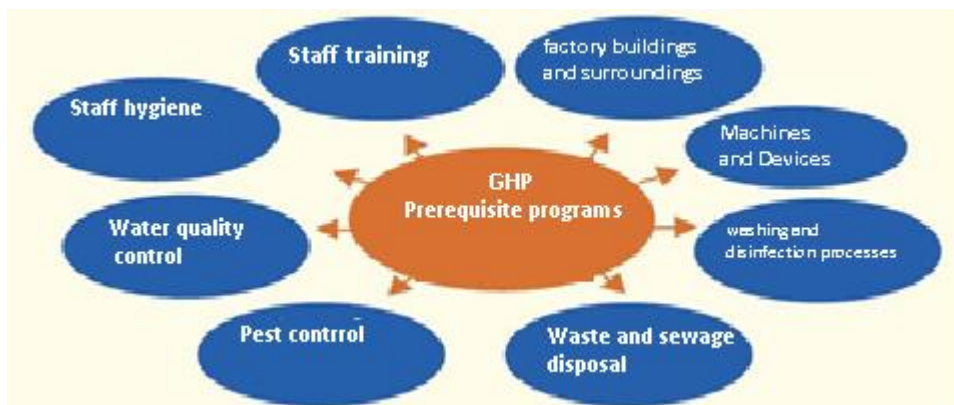 Staff training
factory buildings
and surroundings
Staff hygiene
Machines
and Devices
GHP
Prerequisite programs
Water quality
control
washing and
disinfection processes
Pest contrrol
Waste and sewage
disposal